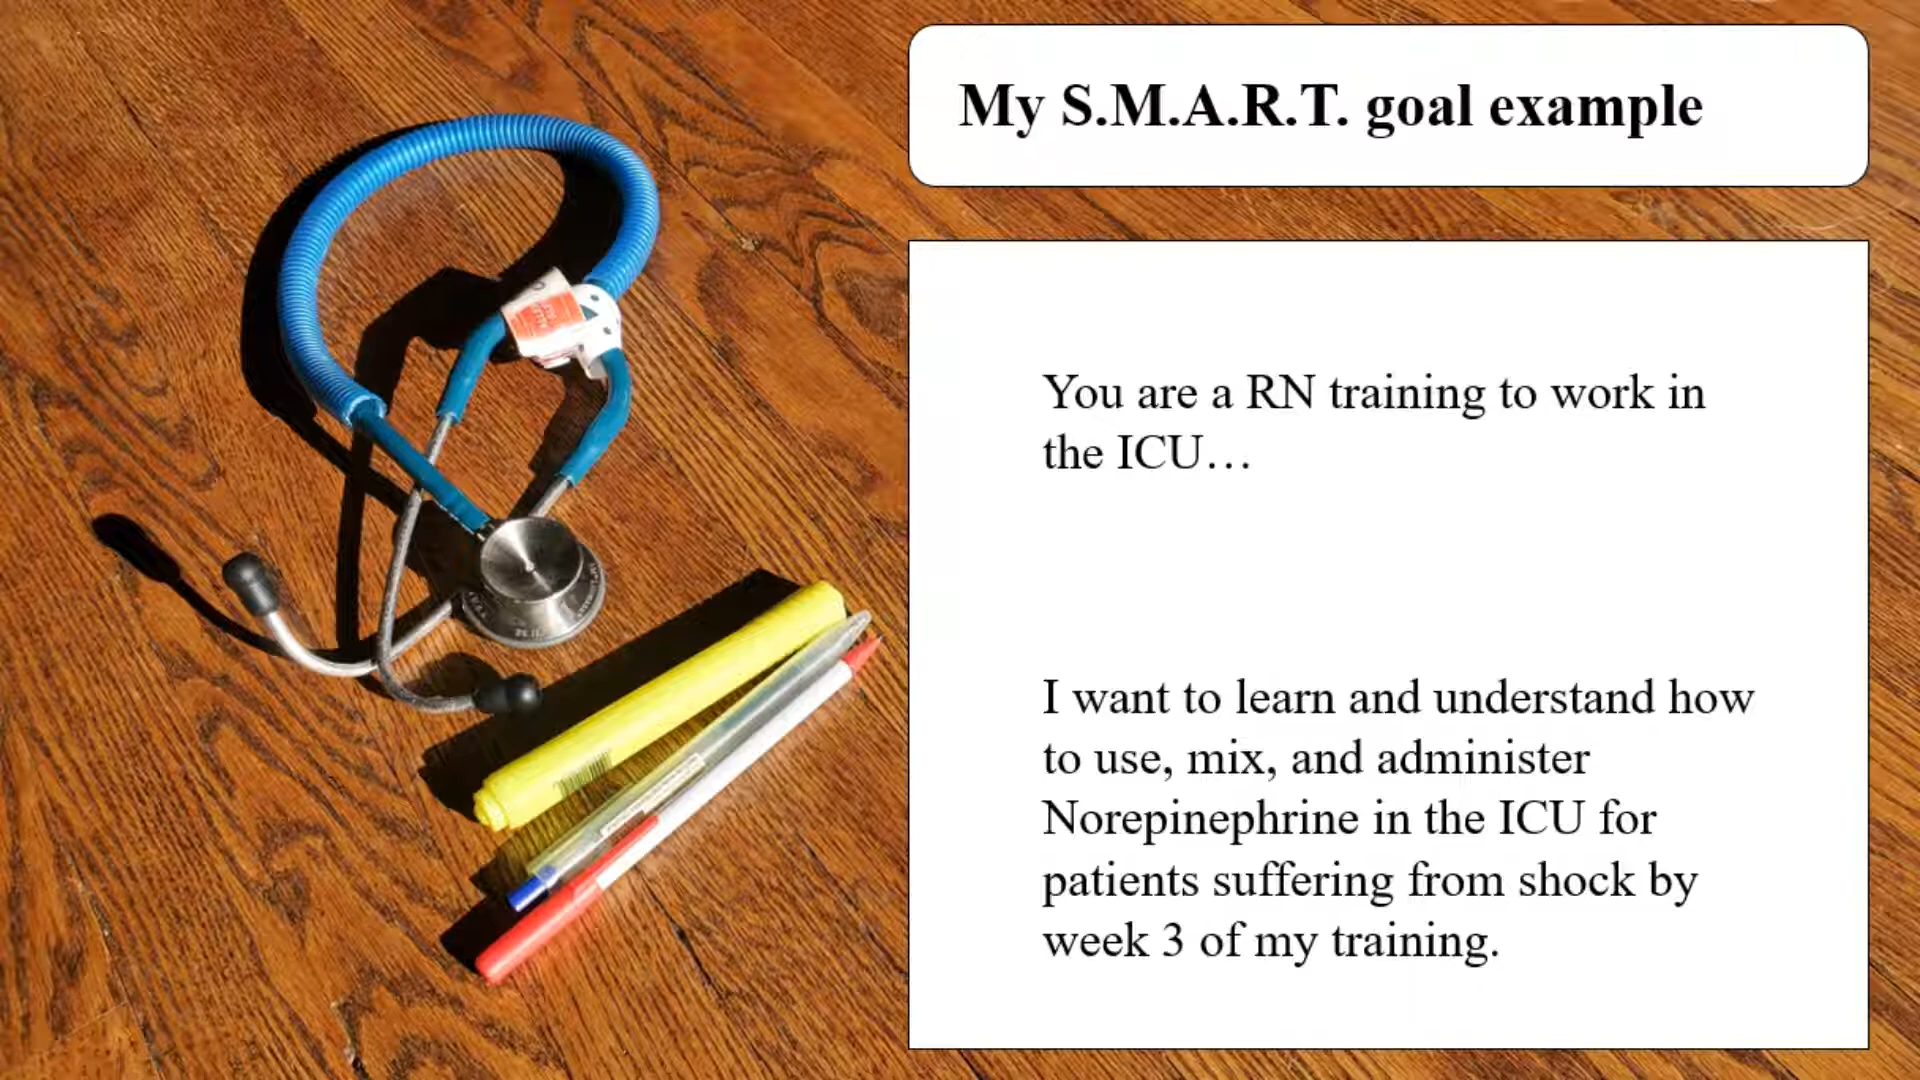 My S.M.A.R.T. goal example
You are a RN training to work in
the ICU…
I want to learn and understand how
to use, mix, and administer
Norepinephrine in the ICU for
patients suffering from shock by
week 3 of my training.